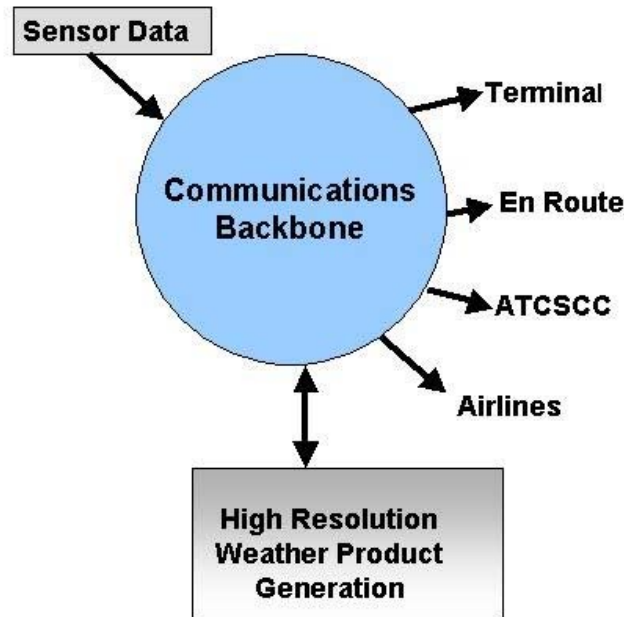 Sensor Data
Terminal
Communications
Backbone
En Route
ATCSCC
Airlines
High Resolution
Weather Product
Generation